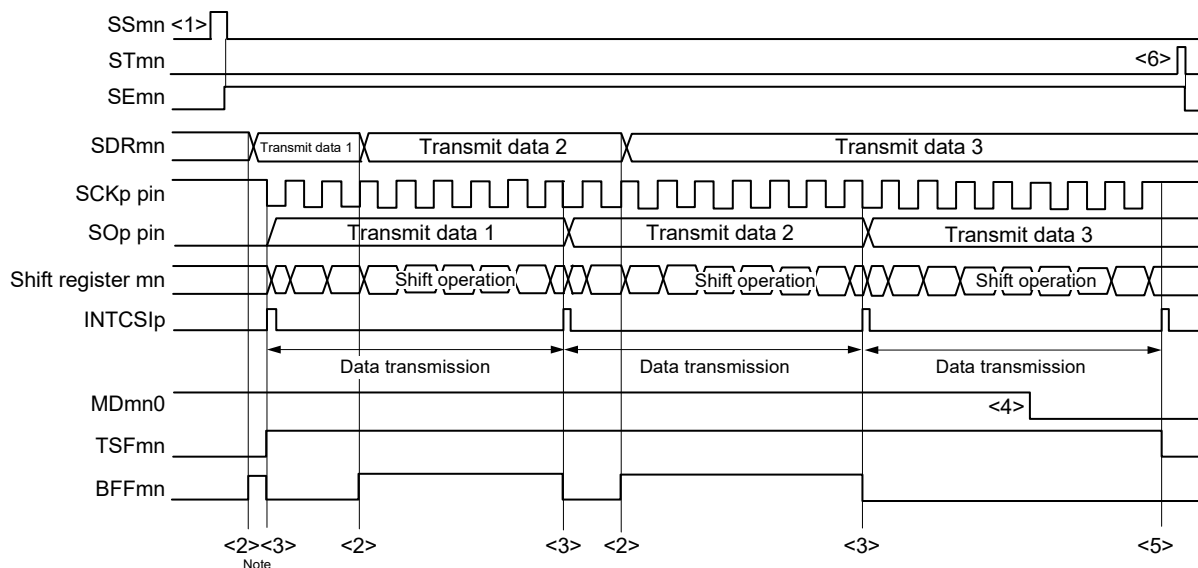 SSmn <1>
STmn <6>
SEmn
SDRmn Transmit data 1 Transmit data 2 Transmit data 3
SCKp pin
SOp pin Transmit data 1 Transmit data 2 Transmit data 3
Shift register mn Shift operation Shift operation Shift operation
INTCSIp
Data transmission Data transmission Data transmission
MDmn0 <4>
TSFmn
BFFmn
<2> <3> <2> <3> <2> <3> <5>
Note